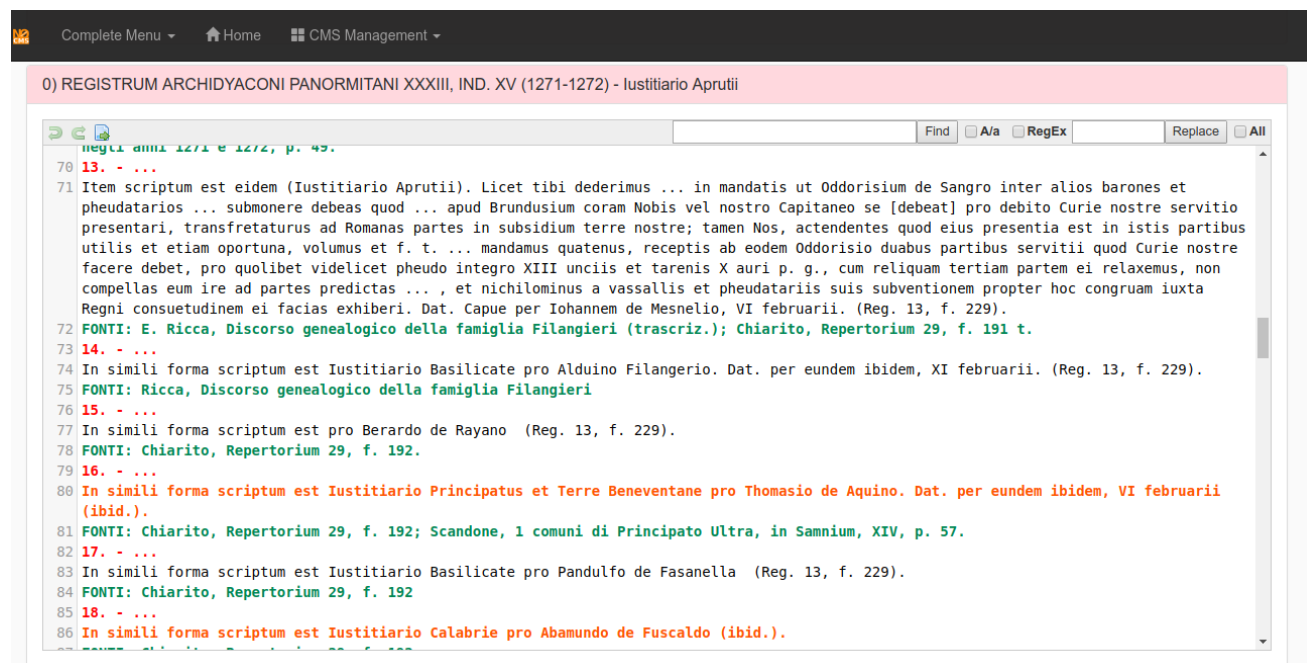 N2 CMS Complete Menu Home CMS Management
0) REGISTRUM ARCHIDYACONI PANORMITANI XXXIII, IND. XV (1271-1272) - Iustitiario Aprutii
Find A/a RegEx Replace All
negli anni 1271 e 1272, p. 49.
70 13. - ...
71 Item scriptum est eidem (Iustitiario Aprutii). Licet tibi dederimus ... in mandatis ut Oddorisium de Sangro inter alios barones et
pheudatarios ... submonere debeas quod ... apud Brundusium coram Nobis vel nostro Capitaneo se [debeat] pro debito Curie nostre servitio
presentari, transfretaturus ad Romanas partes in subsidium terre nostre; tamen Nos, actendentes quod eius presentia est in istis partibus
utilis et etiam oportuna, volumus et f. t. ... mandamus quatenus, receptis ab eodem Oddorisio duabus partibus servitii quod Curie nostre
facere debet, pro quolibet videlicet pheudo integro XIII unciis et tarenis X auri p. g., cum reliquam tertiam partem ei relaxemus, non
compellas eum ire ad partes predictas ... , et nichilominus a vassallis et pheudatariis suis subventionem propter hoc congruam iuxta
Regni consuetudinem ei facias exhiberi. Dat. Capue per Iohannem de Mesnelio, VI februarii. (Reg. 13, f. 229).
72 FONTI: E. Ricca, Discorso genealogico della famiglia Filangieri (trascriz.); Chiarito, Repertorium 29, f. 191 t.
73 14. - ...
74 In simili forma scriptum est Iustitiario Basilicate pro Alduino Filangerio. Dat. per eundem ibidem, XI februarii. (Reg. 13, f. 229).
75 FONTI: Ricca, Discorso genealogico della famiglia Filangieri
76 15. - ...
77 In simili forma scriptum est pro Berardo de Rayano (Reg. 13, f. 229).
78 FONTI: Chiarito, Repertorium 29, f. 192.
79 16. - ...
80 In simili forma scriptum est Iustitiario Principatus et Terre Beneventane pro Thomasio de Aquino. Dat. per eundem ibidem, VI februarii
(ibid.).
81 FONTI: Chiarito, Repertorium 29, f. 192; Scandone, 1 comuni di Principato Ultra, in Samnium, XIV, p. 57.
82 17. - ...
83 In simili forma scriptum est Iustitiario Basilicate pro Pandulfo de Fasanella (Reg. 13, f. 229).
84 FONTI: Chiarito, Repertorium 29, f. 192
85 18. - ...
86 In simili forma scriptum est Iustitiario Calabrie pro Abamundo de Fuscaldo (ibid.).